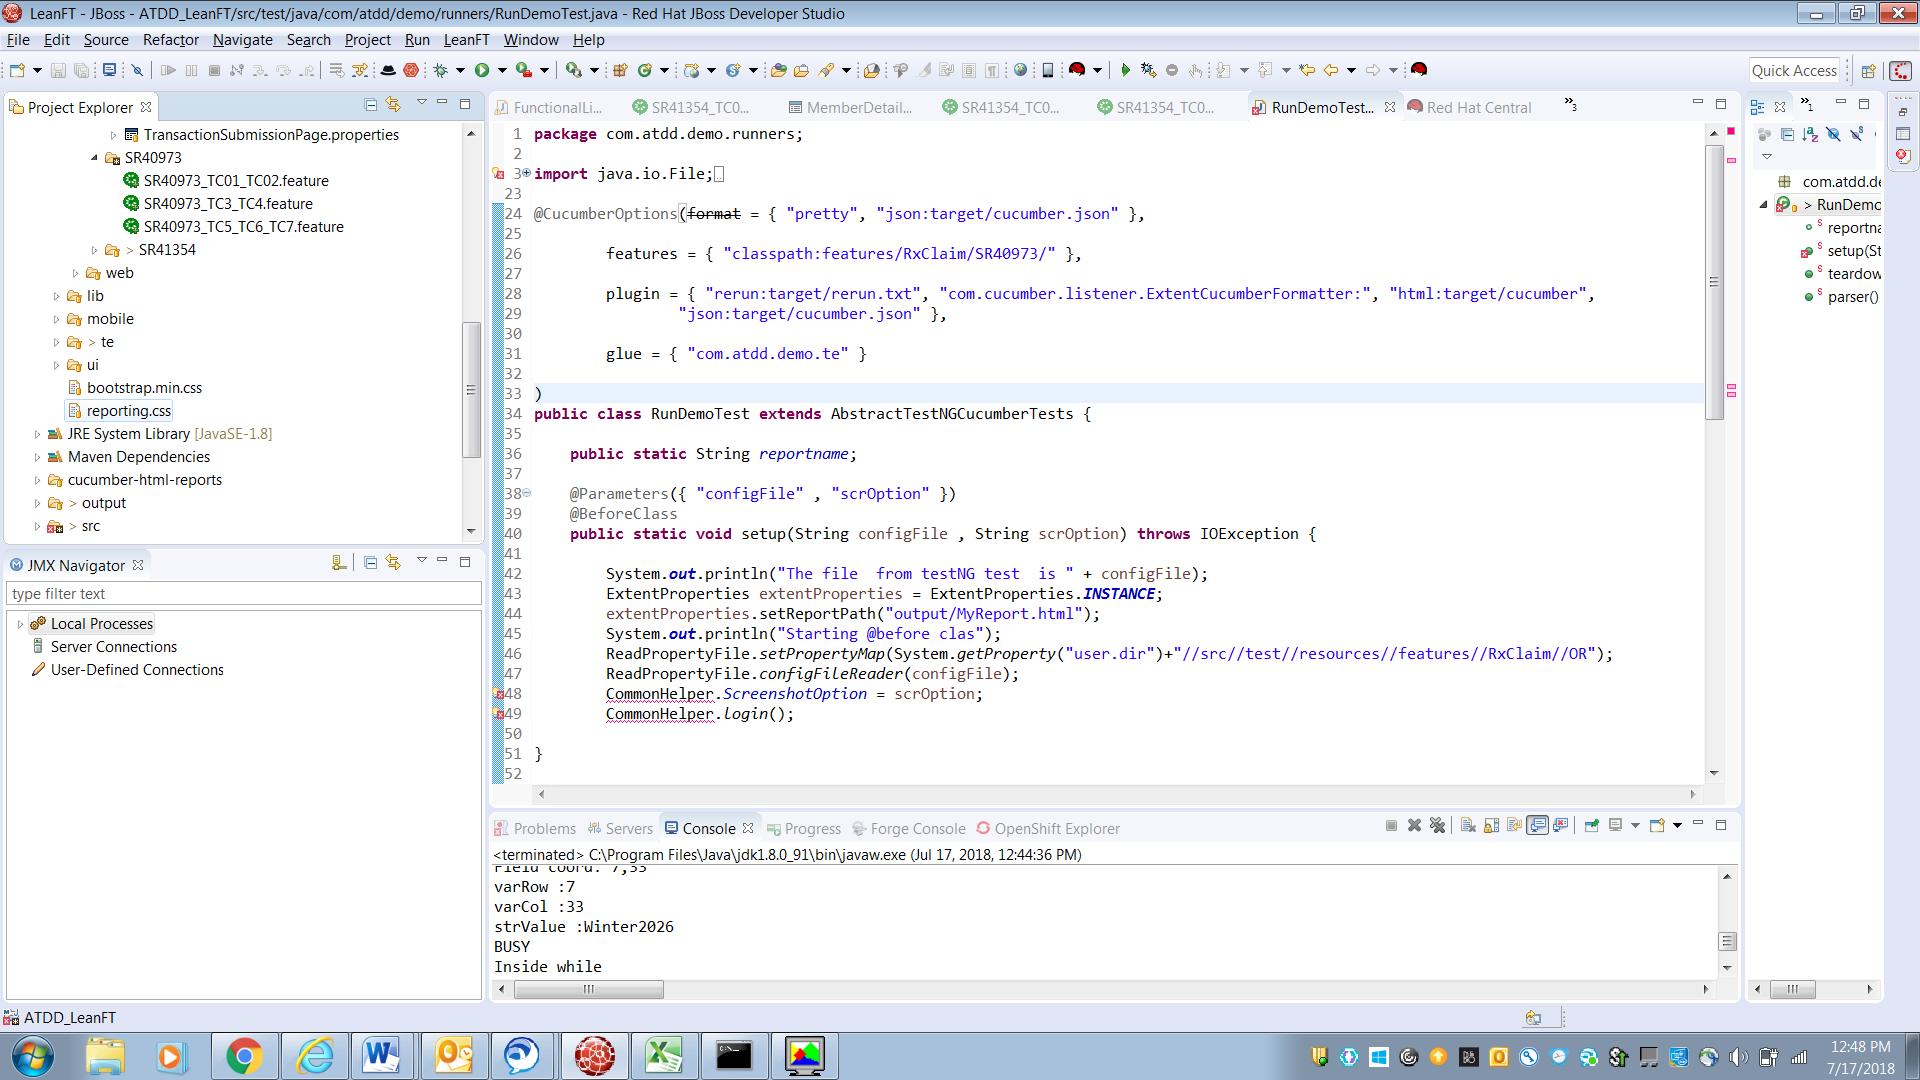 LeanFT - JBoss - ATDD_LeanFT/src/test/java/com/atdd/demo/runners/RunDemoTest.java - Red Hat JBoss Developer Studio
File Edit Source Refactor Navigate Search Project Run LeanFT Window Help
Quick Access
Project Explorer
TransactionSubmissionPage.properties
SR40973
SR40973_TC01_TC02.feature
SR40973_TC3_TC4.feature
SR40973_TC5_TC6_TC7.feature
> SR41354
web
lib
mobile
> te
ui
bootstrap.min.css
reporting.css
JRE System Library [JavaSE-1.8]
Maven Dependencies
cucumber-html-reports
> output
> src
JMX Navigator
type filter text
Local Processes
Server Connections
User-Defined Connections
FunctionalLi... SR41354_TC0... MemberDetail... SR41354_TC0... SR41354_TC0... RunDemoTest... Red Hat Central »3
1 package com.atdd.demo.runners;
2
3 import java.io.File;
23
24 @CucumberOptions(format = { "pretty", "json:target/cucumber.json" },
25
26 features = { "classpath:features/RxClaim/SR40973/" },
27
28 plugin = { "rerun:target/rerun.txt", "com.cucumber.listener.ExtentCucumberFormatter:", "html:target/cucumber",
29 "json:target/cucumber.json" },
30
31 glue = { "com.atdd.demo.te" }
32
33 )
34 public class RunDemoTest extends AbstractTestNGCucumberTests {
35
36 public static String reportname;
37
38 @Parameters({ "configFile" , "scrOption" })
39 @BeforeClass
40 public static void setup(String configFile , String scrOption) throws IOException {
41
42 System.out.println("The file  from testNG test  is " + configFile);
43 ExtentProperties extentProperties = ExtentProperties.INSTANCE;
44 extentProperties.setReportPath("output/MyReport.html");
45 System.out.println("Starting @before clas");
46 ReadPropertyFile.setPropertyMap(System.getProperty("user.dir")+"//src//test//resources//features//RxClaim//OR");
47 ReadPropertyFile.configFileReader(configFile);
48 CommonHelper.ScreenshotOption = scrOption;
49 CommonHelper.login();
50
51 }
52
»1
com.atdd.de
> RunDemo
reportna
setup(St
teardow
parser()
Problems Servers Console Progress Forge Console OpenShift Explorer
<terminated> C:\Program Files\Java\jdk1.8.0_91\bin\javaw.exe (Jul 17, 2018, 12:44:36 PM)
Field coord: 7,33
varRow :7
varCol :33
strValue :Winter2026
BUSY
Inside while
ATDD_LeanFT
12:48 PM
7/17/2018